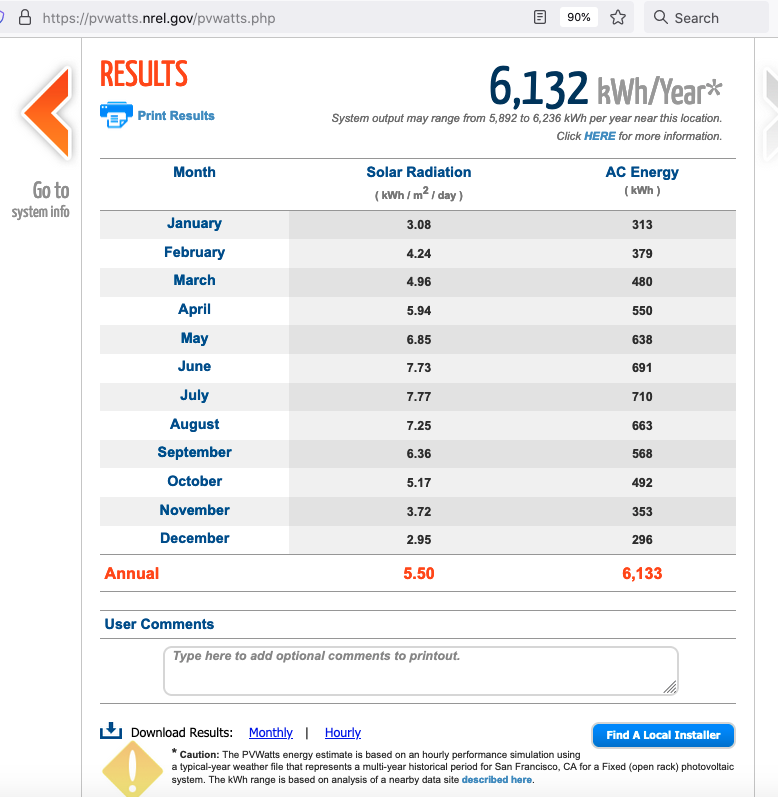 https://pvwatts.nrel.gov/pvwatts.php
90%
Search
RESULTS
6,132 kWh/Year*
Print Results
System output may range from 5,892 to 6,236 kWh per year near this location.
Click HERE for more information.
Go to
system info
Month Solar Radiation AC Energy
( kWh / m2 / day ) ( kWh )
January 3.08 313
February 4.24 379
March 4.96 480
April 5.94 550
May 6.85 638
June 7.73 691
July 7.77 710
August 7.25 663
September 6.36 568
October 5.17 492
November 3.72 353
December 2.95 296
Annual 5.50 6,133
User Comments
Type here to add optional comments to printout.
Download Results: Monthly | Hourly
Find A Local Installer
* Caution: The PVWatts energy estimate is based on an hourly performance simulation using
a typical-year weather file that represents a multi-year historical period for San Francisco, CA for a Fixed (open rack) photovoltaic
system. The kWh range is based on analysis of a nearby data site described here.